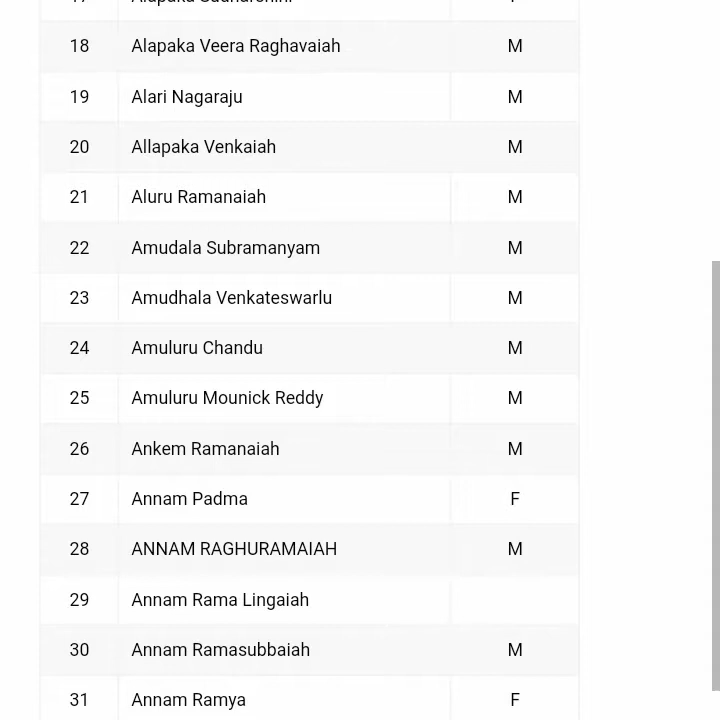 18 Alapaka Veera Raghavaiah M
19 Alari Nagaraju M
20 Allapaka Venkaiah M
21 Aluru Ramanaiah M
22 Amudala Subramanyam M
23 Amudhala Venkateswarlu M
24 Amuluru Chandu M
25 Amuluru Mounick Reddy M
26 Ankem Ramanaiah M
27 Annam Padma F
28 ANNAM RAGHURAMAIAH M
29 Annam Rama Lingaiah
30 Annam Ramasubbaiah M
31 Annam Ramya F